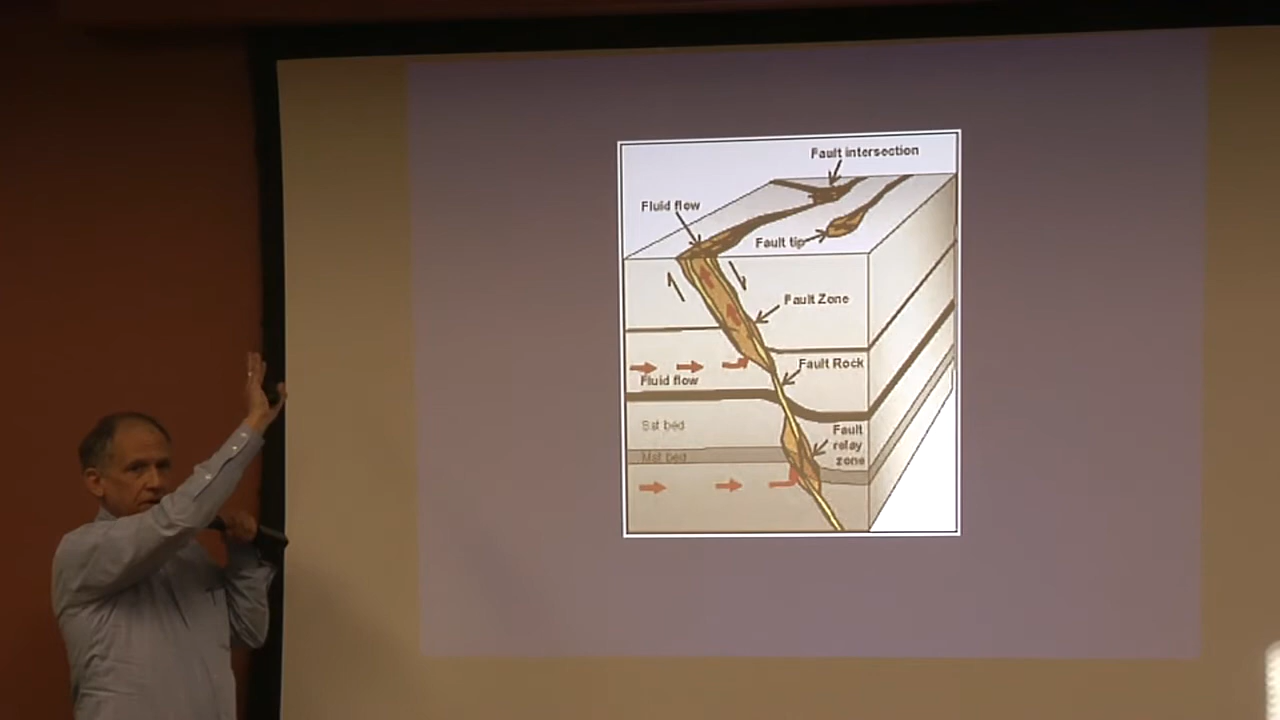 Fault intersection
Fluid flow
Fault tip
Fault Zone
Fault Rock
Fluid flow
Sst bed
Fault
relay
zone
Mst bed